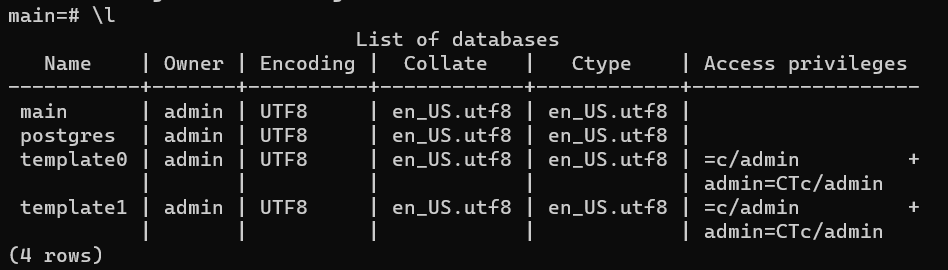 main=# \l
                             List of databases
   Name    | Owner | Encoding |  Collate   |   Ctype    | Access privileges
-----------+-------+----------+------------+------------+-------------------
 main      | admin | UTF8     | en_US.utf8 | en_US.utf8 |
 postgres  | admin | UTF8     | en_US.utf8 | en_US.utf8 |
 template0 | admin | UTF8     | en_US.utf8 | en_US.utf8 | =c/admin         +
           |       |          |            |            | admin=CTc/admin
 template1 | admin | UTF8     | en_US.utf8 | en_US.utf8 | =c/admin         +
           |       |          |            |            | admin=CTc/admin
(4 rows)